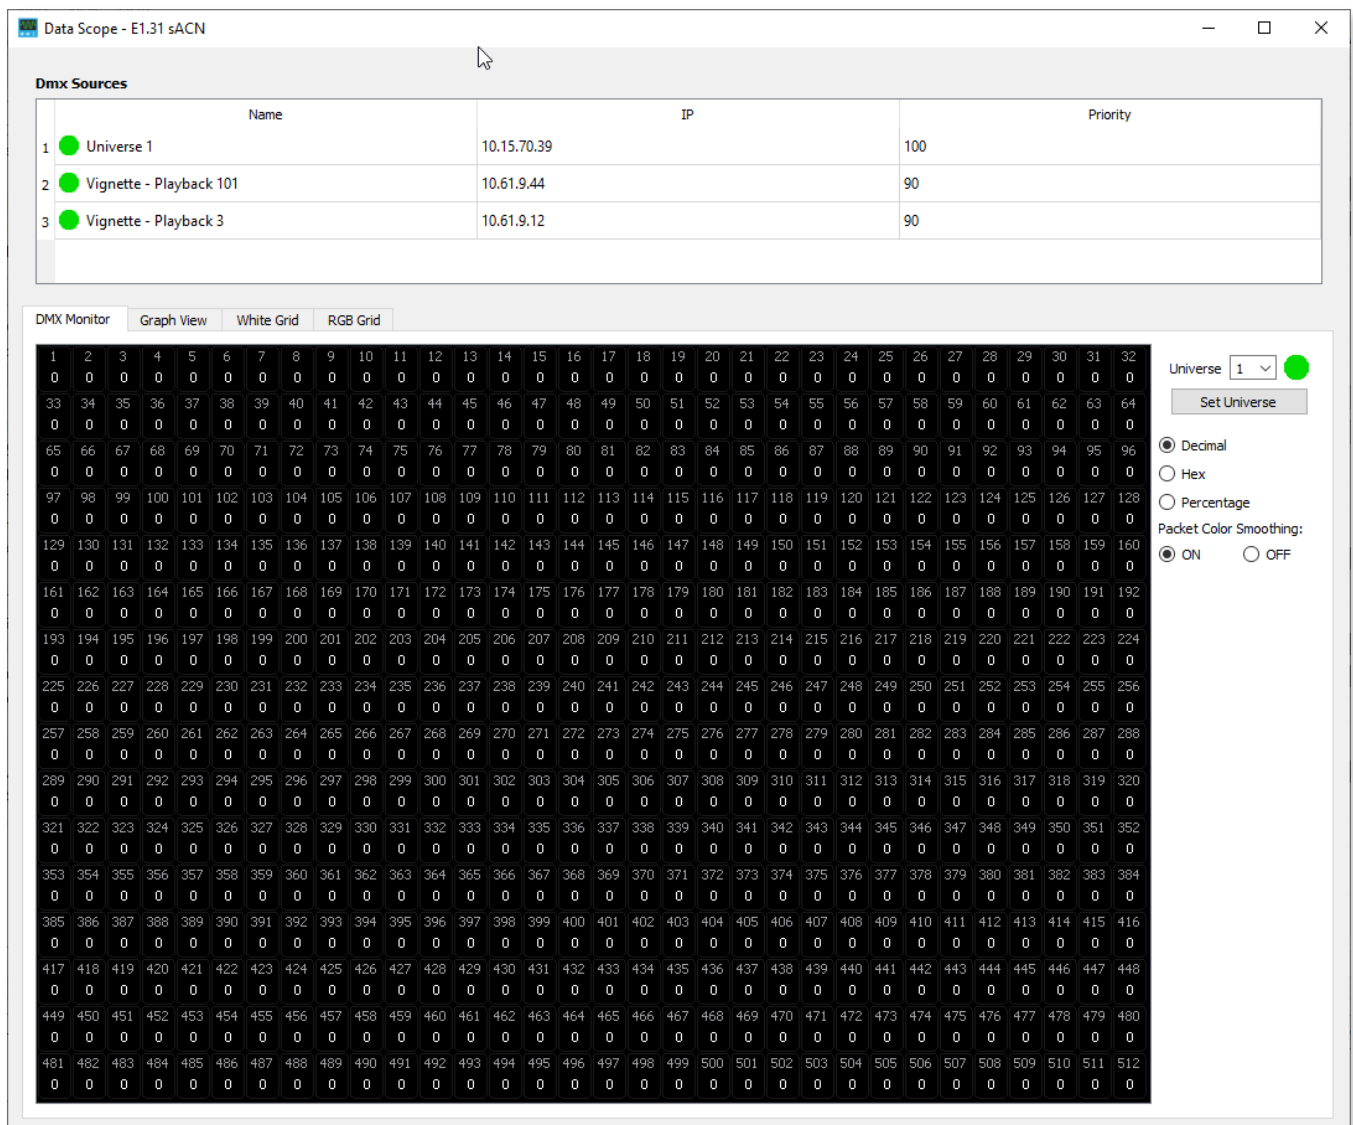 Data Scope - E1.31 sACN
Dmx Sources
Name IP Priority
1 Universe 1 10.15.70.39 100
2 Vignette - Playback 101 10.61.9.44 90
3 Vignette - Playback 3 10.61.9.12 90
DMX Monitor Graph View White Grid RGB Grid
1 2 3 4 5 6 7 8 9 10 11 12 13 14 15 16 17 18 19 20 21 22 23 24 25 26 27 28 29 30 31 32
0 0 0 0 0 0 0 0 0 0 0 0 0 0 0 0 0 0 0 0 0 0 0 0 0 0 0 0 0 0 0 0
33 34 35 36 37 38 39 40 41 42 43 44 45 46 47 48 49 50 51 52 53 54 55 56 57 58 59 60 61 62 63 64
0 0 0 0 0 0 0 0 0 0 0 0 0 0 0 0 0 0 0 0 0 0 0 0 0 0 0 0 0 0 0 0
65 66 67 68 69 70 71 72 73 74 75 76 77 78 79 80 81 82 83 84 85 86 87 88 89 90 91 92 93 94 95 96
0 0 0 0 0 0 0 0 0 0 0 0 0 0 0 0 0 0 0 0 0 0 0 0 0 0 0 0 0 0 0 0
97 98 99 100 101 102 103 104 105 106 107 108 109 110 111 112 113 114 115 116 117 118 119 120 121 122 123 124 125 126 127 128
0 0 0 0 0 0 0 0 0 0 0 0 0 0 0 0 0 0 0 0 0 0 0 0 0 0 0 0 0 0 0 0
129 130 131 132 133 134 135 136 137 138 139 140 141 142 143 144 145 146 147 148 149 150 151 152 153 154 155 156 157 158 159 160
0 0 0 0 0 0 0 0 0 0 0 0 0 0 0 0 0 0 0 0 0 0 0 0 0 0 0 0 0 0 0 0
161 162 163 164 165 166 167 168 169 170 171 172 173 174 175 176 177 178 179 180 181 182 183 184 185 186 187 188 189 190 191 192
0 0 0 0 0 0 0 0 0 0 0 0 0 0 0 0 0 0 0 0 0 0 0 0 0 0 0 0 0 0 0 0
193 194 195 196 197 198 199 200 201 202 203 204 205 206 207 208 209 210 211 212 213 214 215 216 217 218 219 220 221 222 223 224
0 0 0 0 0 0 0 0 0 0 0 0 0 0 0 0 0 0 0 0 0 0 0 0 0 0 0 0 0 0 0 0
225 226 227 228 229 230 231 232 233 234 235 236 237 238 239 240 241 242 243 244 245 246 247 248 249 250 251 252 253 254 255 256
0 0 0 0 0 0 0 0 0 0 0 0 0 0 0 0 0 0 0 0 0 0 0 0 0 0 0 0 0 0 0 0
257 258 259 260 261 262 263 264 265 266 267 268 269 270 271 272 273 274 275 276 277 278 279 280 281 282 283 284 285 286 287 288
0 0 0 0 0 0 0 0 0 0 0 0 0 0 0 0 0 0 0 0 0 0 0 0 0 0 0 0 0 0 0 0
289 290 291 292 293 294 295 296 297 298 299 300 301 302 303 304 305 306 307 308 309 310 311 312 313 314 315 316 317 318 319 320
0 0 0 0 0 0 0 0 0 0 0 0 0 0 0 0 0 0 0 0 0 0 0 0 0 0 0 0 0 0 0 0
321 322 323 324 325 326 327 328 329 330 331 332 333 334 335 336 337 338 339 340 341 342 343 344 345 346 347 348 349 350 351 352
0 0 0 0 0 0 0 0 0 0 0 0 0 0 0 0 0 0 0 0 0 0 0 0 0 0 0 0 0 0 0 0
353 354 355 356 357 358 359 360 361 362 363 364 365 366 367 368 369 370 371 372 373 374 375 376 377 378 379 380 381 382 383 384
0 0 0 0 0 0 0 0 0 0 0 0 0 0 0 0 0 0 0 0 0 0 0 0 0 0 0 0 0 0 0 0
385 386 387 388 389 390 391 392 393 394 395 396 397 398 399 400 401 402 403 404 405 406 407 408 409 410 411 412 413 414 415 416
0 0 0 0 0 0 0 0 0 0 0 0 0 0 0 0 0 0 0 0 0 0 0 0 0 0 0 0 0 0 0 0
417 418 419 420 421 422 423 424 425 426 427 428 429 430 431 432 433 434 435 436 437 438 439 440 441 442 443 444 445 446 447 448
0 0 0 0 0 0 0 0 0 0 0 0 0 0 0 0 0 0 0 0 0 0 0 0 0 0 0 0 0 0 0 0
449 450 451 452 453 454 455 456 457 458 459 460 461 462 463 464 465 466 467 468 469 470 471 472 473 474 475 476 477 478 479 480
0 0 0 0 0 0 0 0 0 0 0 0 0 0 0 0 0 0 0 0 0 0 0 0 0 0 0 0 0 0 0 0
481 482 483 484 485 486 487 488 489 490 491 492 493 494 495 496 497 498 499 500 501 502 503 504 505 506 507 508 509 510 511 512
0 0 0 0 0 0 0 0 0 0 0 0 0 0 0 0 0 0 0 0 0 0 0 0 0 0 0 0 0 0 0 0
Universe 1
Set Universe
Decimal
Hex
Percentage
Packet Color Smoothing:
ON OFF